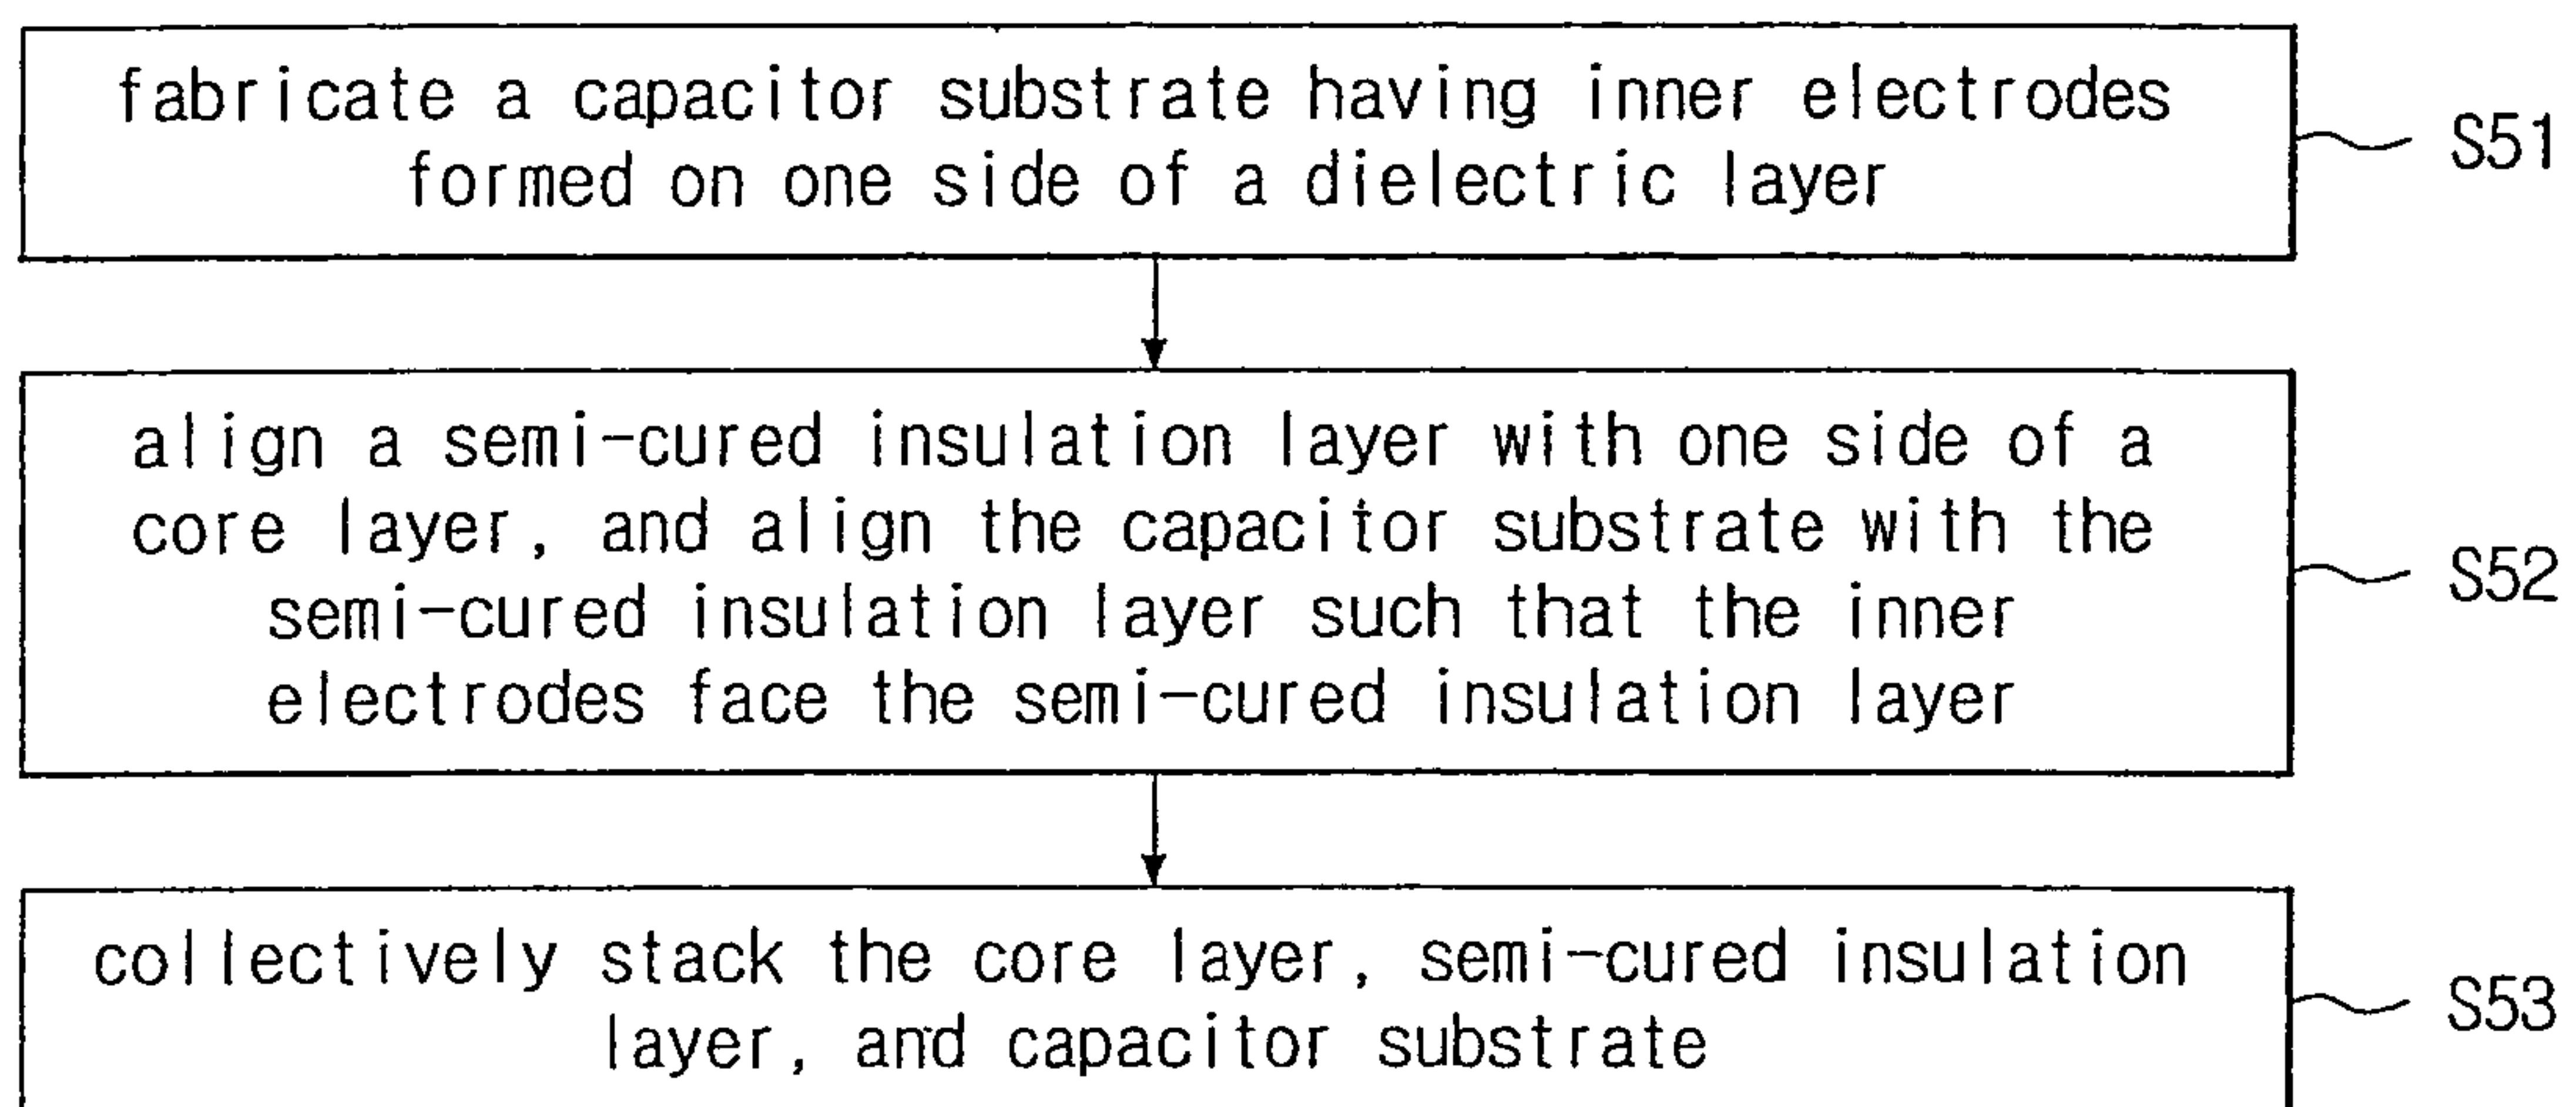 fabricate a capacitor substrate having inner electrodes
formed on one side of a dielectric layer
S51
align a semi-cured insulation layer with one side of a
core layer, and align the capacitor substrate with the
semi-cured insulation layer such that the inner
electrodes face the semi-cured insulation layer
S52
collectively stack the core layer, semi-cured insulation
layer, and capacitor substrate
S53